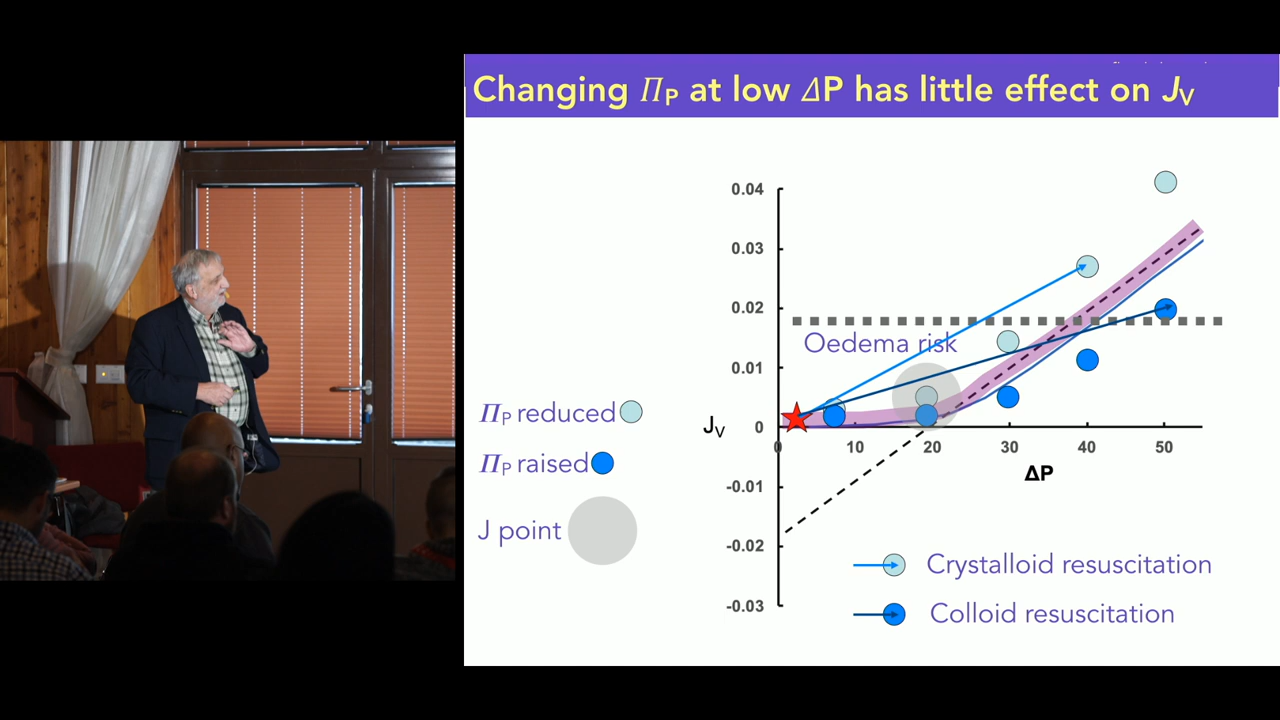 Changing ΠP at low ΔP has little effect on JV
0.04
0.03
0.02
Oedema risk
0.01
ΠP reduced
JV
0
0
10
20
30
40
50
ΠP raised
ΔP
-0.01
J point
-0.02
Crystalloid resuscitation
-0.03
Colloid resuscitation